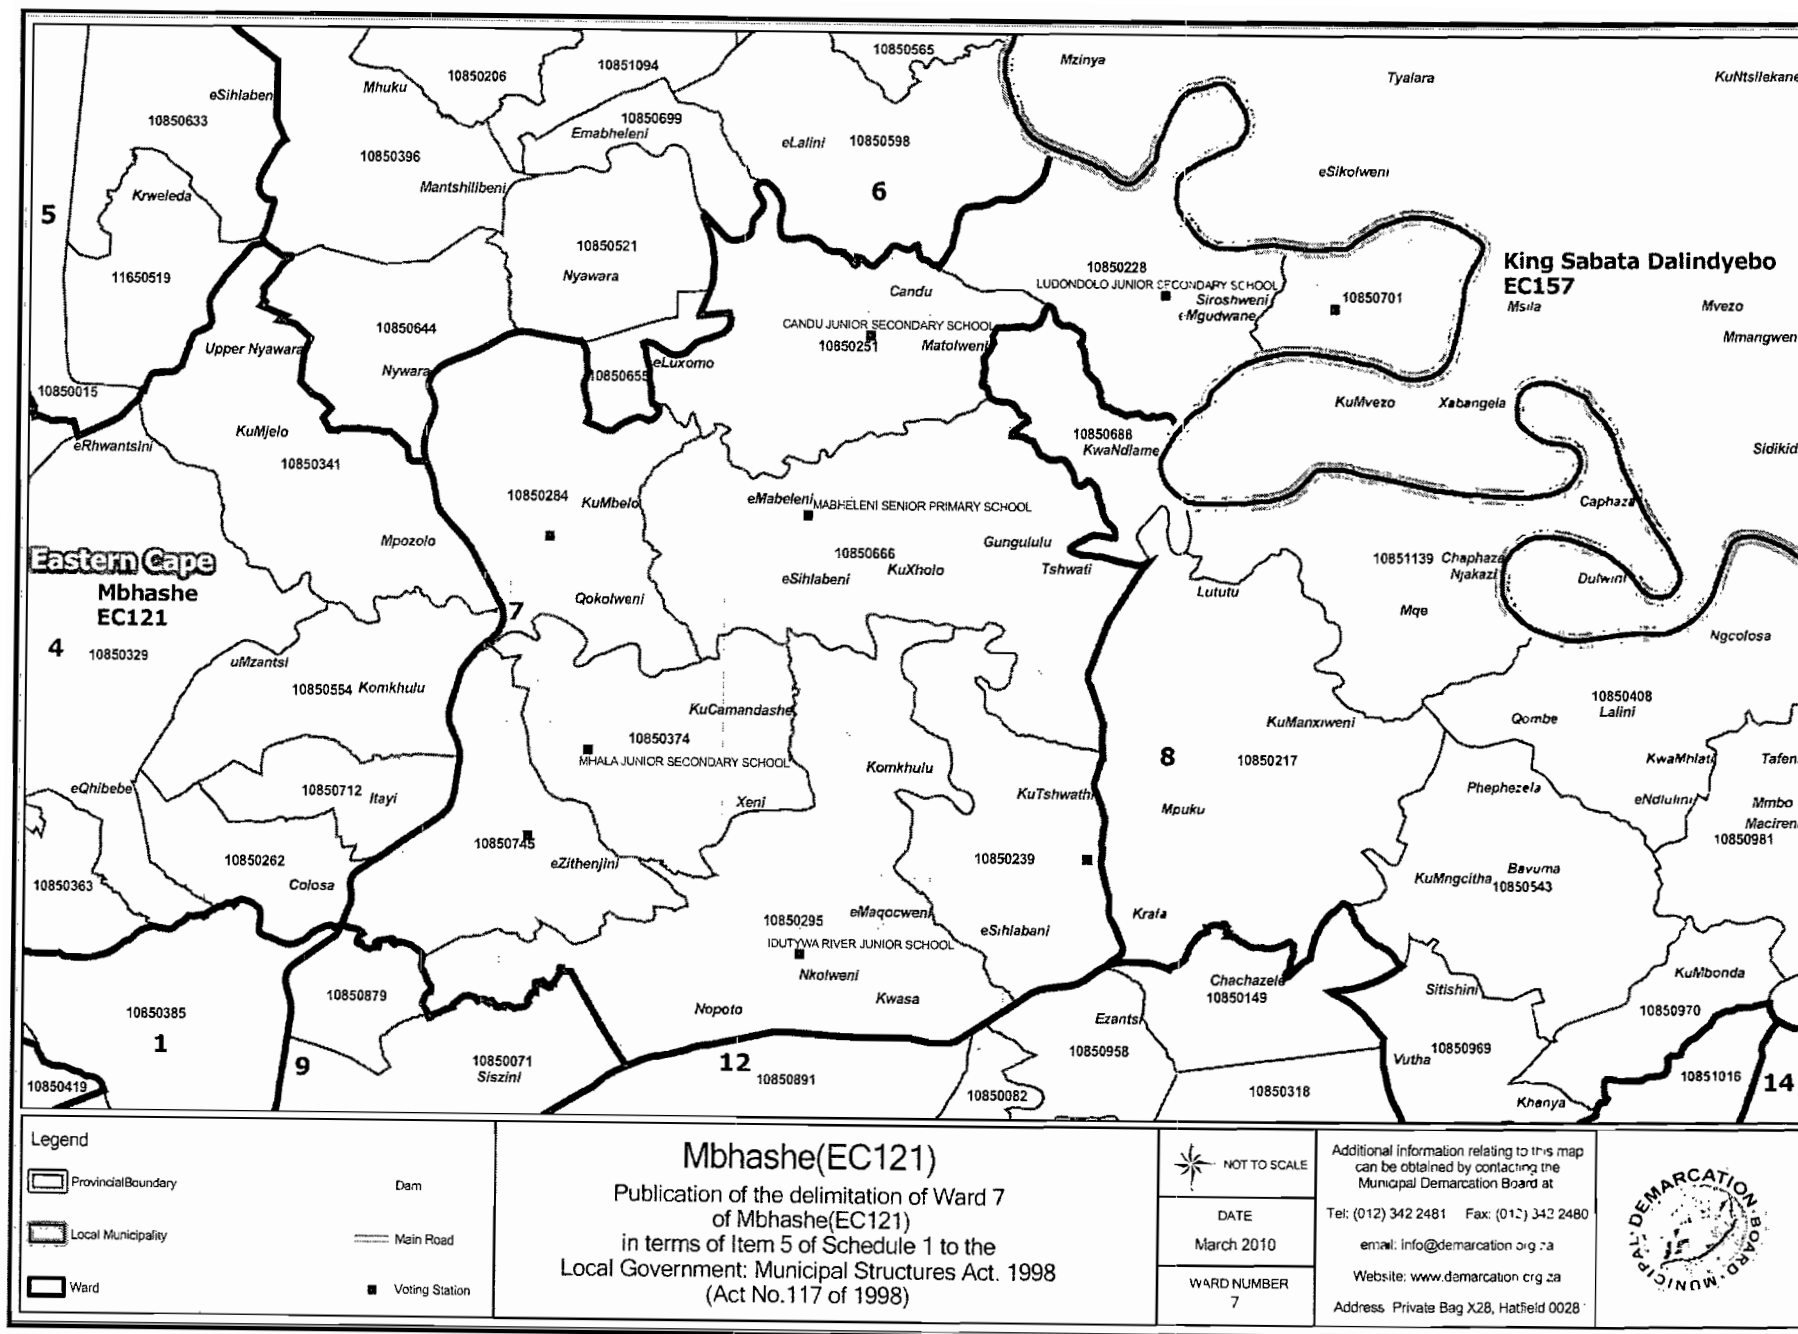 10850565
Mzinya
10850206
10851094
Tyalara
KuNtsilekane
Mhuku
eSihlaben
10850633
10850699
Emabheleni
eLalini
10850598
10850396
eSikolweni
Mantshilibeni
Krweleda
6
5
10850521
Nyawara
King Sabata Dalindyebo
EC157
11650519
10850228
LUDONDOLO JUNIOR SECONDARY SCHOOL
Candu
Siroshweni
10850701
Mvezo
eMgudwane
10850644
CANDU JUNIOR SECONDARY SCHOOL
10850251
Matolweni
Mmangwen
Upper Nyawara
eLuxomo
Nywara
10850655
10850015
KuMvezo
Xabangela
eRhwantsini
KuMjelo
10850341
10850688
KwaNdlame
Sidikid
10850284
KuMbelo
eMabeleni
MABHELENI SENIOR PRIMARY SCHOOL
Caphaza
Mpozolo
Gungululu
Eastern Cape
Mbhashe
EC121
10850666
eSihlabeni
KuXholo
Tshwati
10851139
Chaphaza
Njakazi
Dulwini
Qokolweni
Lututu
Mqe
7
4
10850329
Ngcolosa
uMzantsi
10850554
Komkhulu
10850408
Lalini
KuCamandashe
Qombe
KuManxiweni
10850374
MHALA JUNIOR SECONDARY SCHOOL
8
10850217
KwaMhlati
Tafen
Komkhulu
eQhibebe
10850712
Itayi
Xeni
KuTshwathi
Mpuku
Phephezela
eNdlulini
Mmbo
Macireni
10850981
10850745
eZithenjini
10850262
Colosa
10850239
Bavuma
KuMngcitha
10850543
10850363
10850295
eMaqocweni
Krafa
eSihlabani
IDUTYWA RIVER JUNIOR SCHOOL
Nkolweni
Kwasa
Nopoto
KuMbonda
Chachazele
10850149
Sitishini
10850879
10850385
1
Ezantsi
10850970
9
10850071
Siszini
12
10850891
10850958
Vutha
10850969
10850419
10850082
10850318
Khanya
10851016
14
Legend
ProvincialBoundary
Dam
Local Municipality
Main Road
Ward
Voting Station
Mbhashe(EC121)
Publication of the delimitation of Ward 7
of Mbhashe(EC121)
in terms of Item 5 of Schedule 1 to the
Local Government: Municipal Structures Act. 1998
(Act No.117 of 1998)
NOT TO SCALE
DATE
March 2010
WARD NUMBER
7
Additional information relating to this map
can be obtained by contacting the
Municipal Demarcation Board at
Tel: (012) 342 2481 Fax: (012) 342 2480
email: info@demarcation org za
Website: www.demarcation org za
Address Private Bag X28, Hatfield 0028
MUNICIPAL DEMARCATION BOARD